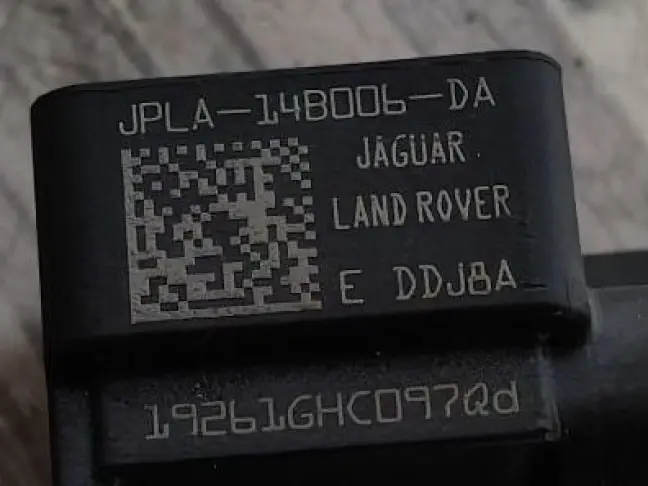 JPLA-14B006-DA
JAGUAR
LAND ROVER
E DDJ8A
19261GHC097Qd